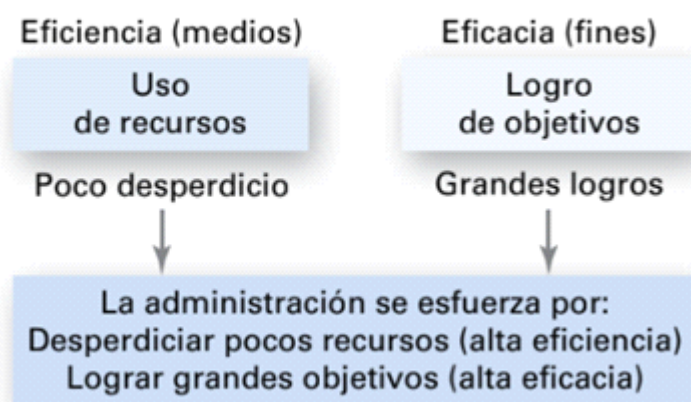 Eficiencia (medios)
Uso
de recursos
Poco desperdicio
Eficacia (fines)
Logro
de objetivos
Grandes logros
La administración se esfuerza por:
Desperdiciar pocos recursos (alta eficiencia)
Lograr grandes objetivos (alta eficacia)